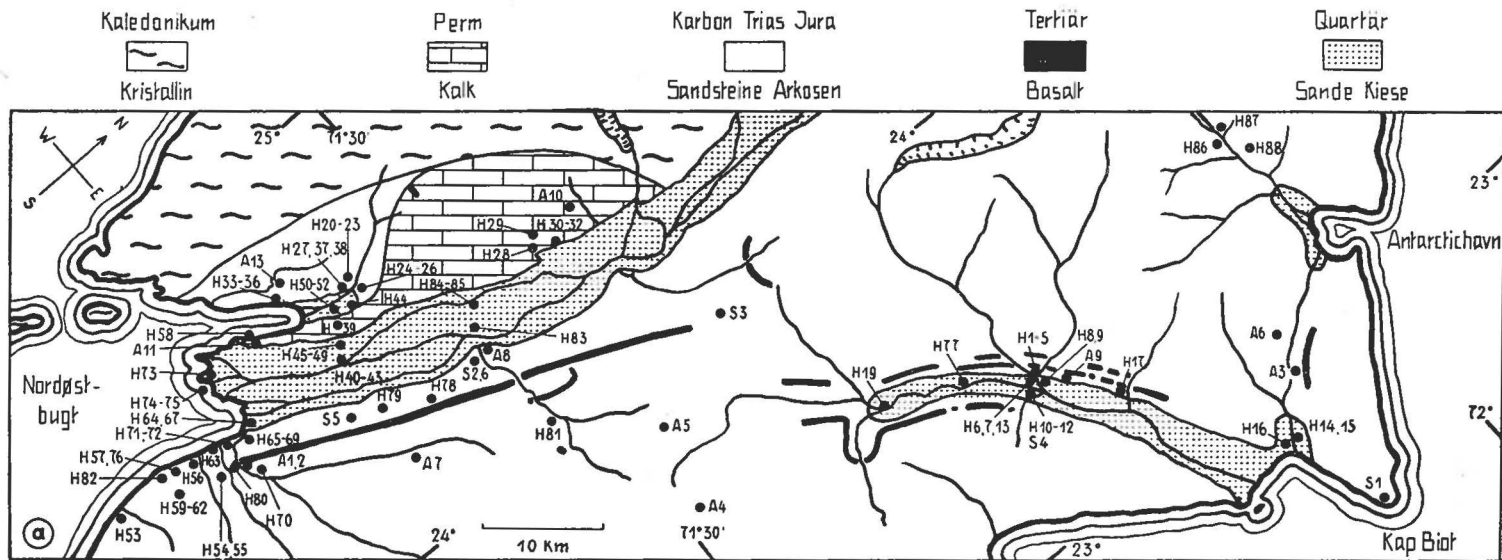 Kaledonikum
Perm
Karbon Trias Jura
Tertiär
Quartär
Kristallin
Kalk
Sandsteine Arkosen
Basalt
Sande Kiese
W
N
S
E
25°
71°30'
24°
H87
H86
H88
23°
A10
H20-23
H29
H30-32
H27,37,38
H28
Antarctichavn
A13
H24-26
H33-36
H50-52
H84-85
H44
S3
H39
H58
H83
A6
A11
H45-49
A8
H77
H1-5
H8,9
A9
H17
H73
H40-43
S2,6
H19
A3
Nordøst-
bugt
H74-75
H78
H79
72°
H64,67
S5
H71-72
H65-69
H81
A5
H6,7,13
H10-12
H16
H14,15
S4
H57,76
H63
A1,2
A7
H82
H56
H80
S1
H59-62
H70
A4
H53
H54,55
24°
10 Km
71°30'
23°
Kap Biot
a